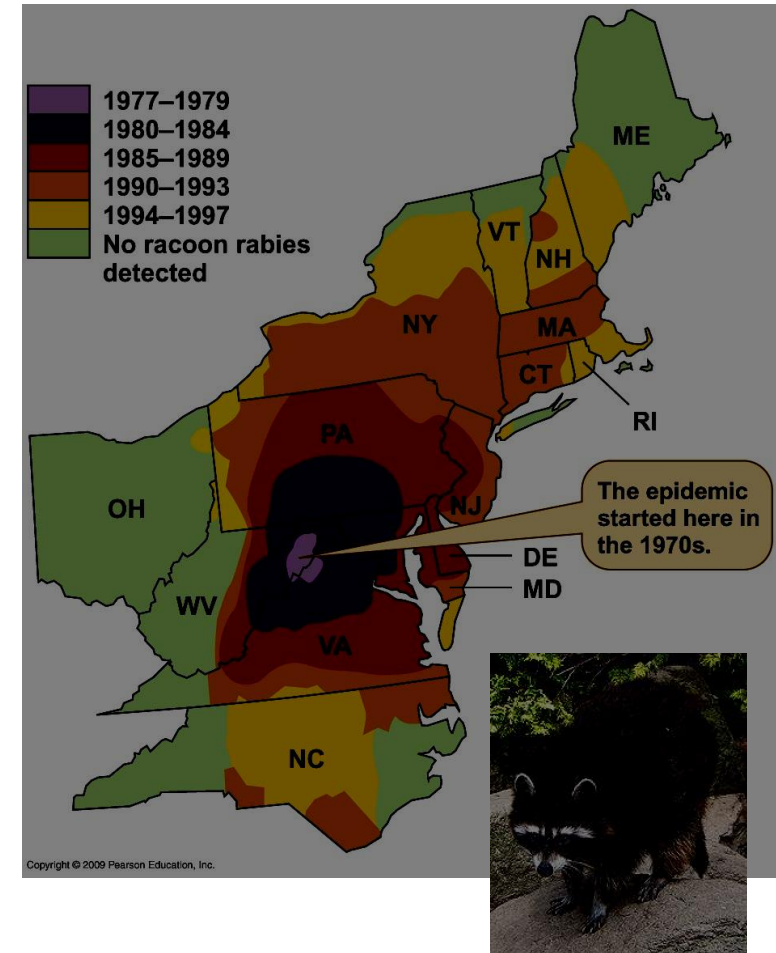 1977–1979
1980–1984
1985–1989
1990–1993
1994–1997
No racoon rabies
detected
ME
VT
NH
NY
MA
CT
RI
PA
OH
NJ
The epidemic
started here in
the 1970s.
DE
MD
WV
VA
NC
Copyright © 2009 Pearson Education, Inc.